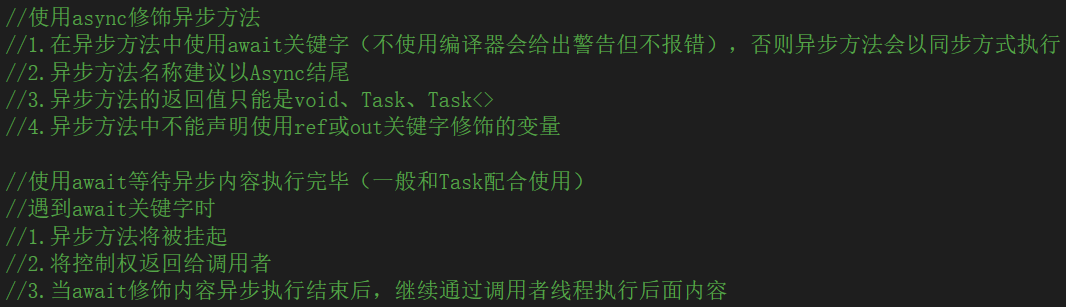 //使用async修饰异步方法
//1.在异步方法中使用await关键字（不使用编译器会给出警告但不报错），否则异步方法会以同步方式执行
//2.异步方法名称建议以Async结尾
//3.异步方法的返回值只能是void、Task、Task<>
//4.异步方法中不能声明使用ref或out关键字修饰的变量
//使用await等待异步内容执行完毕（一般和Task配合使用）
//遇到await关键字时
//1.异步方法将被挂起
//2.将控制权返回给调用者
//3.当await修饰内容异步执行结束后，继续通过调用者线程执行后面内容